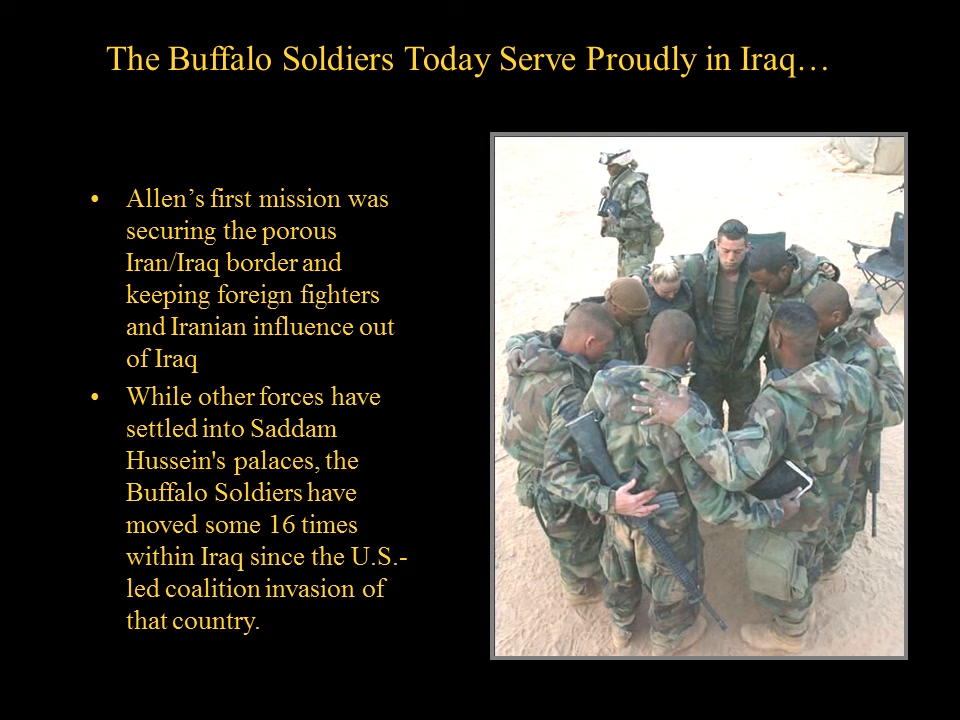 The Buffalo Soldiers Today Serve Proudly in Iraq…
• Allen’s first mission was
securing the porous
Iran/Iraq border and
keeping foreign fighters
and Iranian influence out
of Iraq
• While other forces have
settled into Saddam
Hussein's palaces, the
Buffalo Soldiers have
moved some 16 times
within Iraq since the U.S.-
led coalition invasion of
that country.